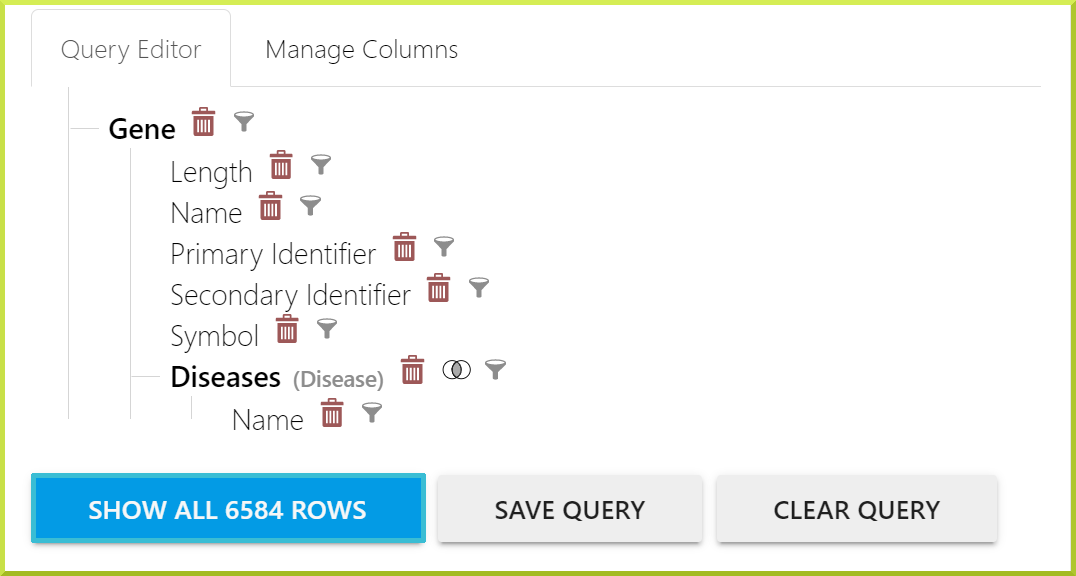 Query Editor Manage Columns
Gene
Length
Name
Primary Identifier
Secondary Identifier
Symbol
Diseases (Disease)
Name
SHOW ALL 6584 ROWS SAVE QUERY CLEAR QUERY